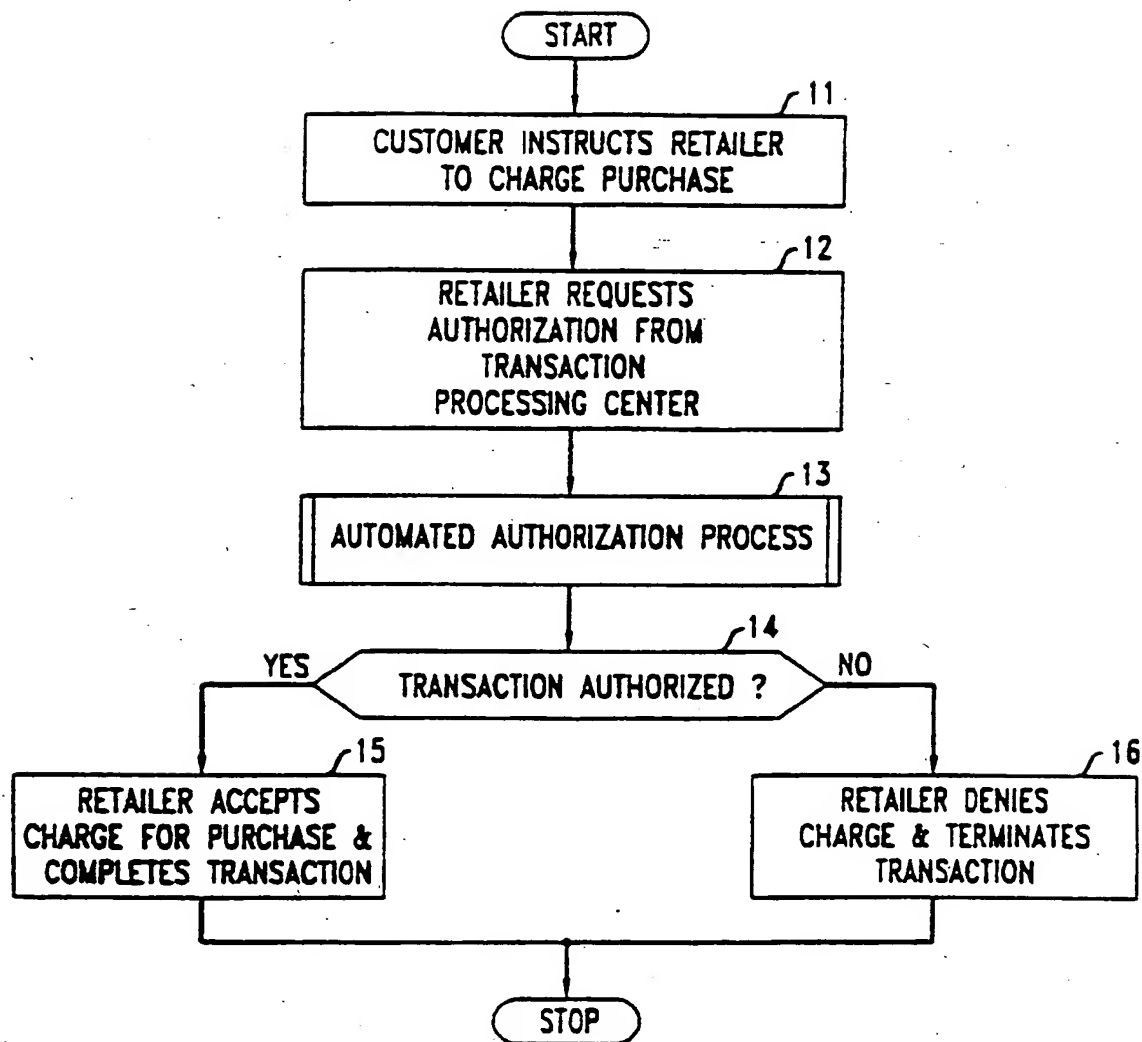 START
11
CUSTOMER INSTRUCTS RETAILER
TO CHARGE PURCHASE
12
RETAILER REQUESTS
AUTHORIZATION FROM
TRANSACTION
PROCESSING CENTER
13
AUTOMATED AUTHORIZATION PROCESS
14
YES
TRANSACTION AUTHORIZED ?
NO
15
RETAILER ACCEPTS
CHARGE FOR PURCHASE &
COMPLETES TRANSACTION
16
RETAILER DENIES
CHARGE & TERMINATES
TRANSACTION
STOP